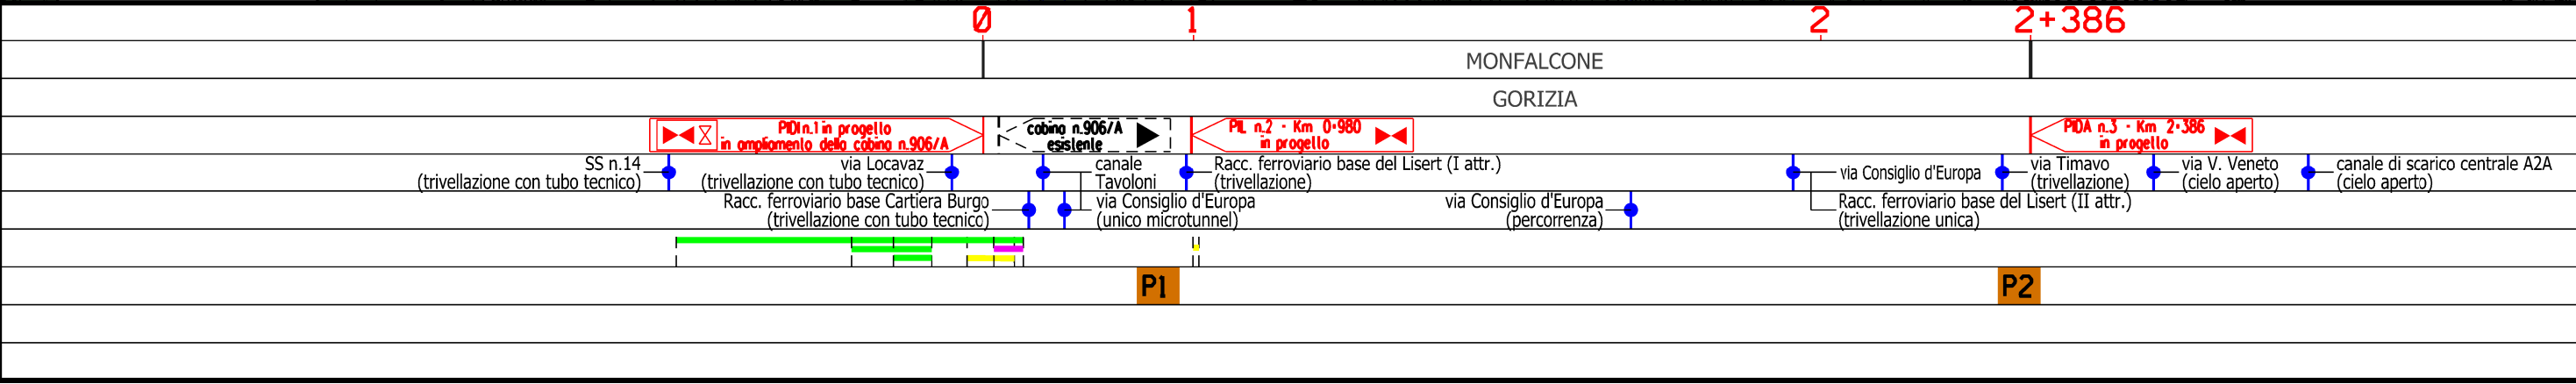 0 1 2 2+386
MONFALCONE
GORIZIA
PIDI n.1 in progetto
in ampliamento della cabina n.906/A
cabina n.906/A
esistente
PIL n.2 - Km 0+980
in progetto
PIDA n.3 - Km 2+386
in progetto
SS n.14
(trivellazione con tubo tecnico)
via Locavaz
(trivellazione con tubo tecnico)
canale
Tavoloni
Racc. ferroviario base del Lisert (I attr.)
(trivellazione)
via Consiglio d'Europa
via Timavo
(trivellazione)
via V. Veneto
(cielo aperto)
canale di scarico centrale A2A
(cielo aperto)
Racc. ferroviario base Cartiera Burgo
(trivellazione con tubo tecnico)
via Consiglio d'Europa
(unico microtunnel)
via Consiglio d'Europa
(percorrenza)
Racc. ferroviario base del Lisert (II attr.)
(trivellazione unica)
P1 P2